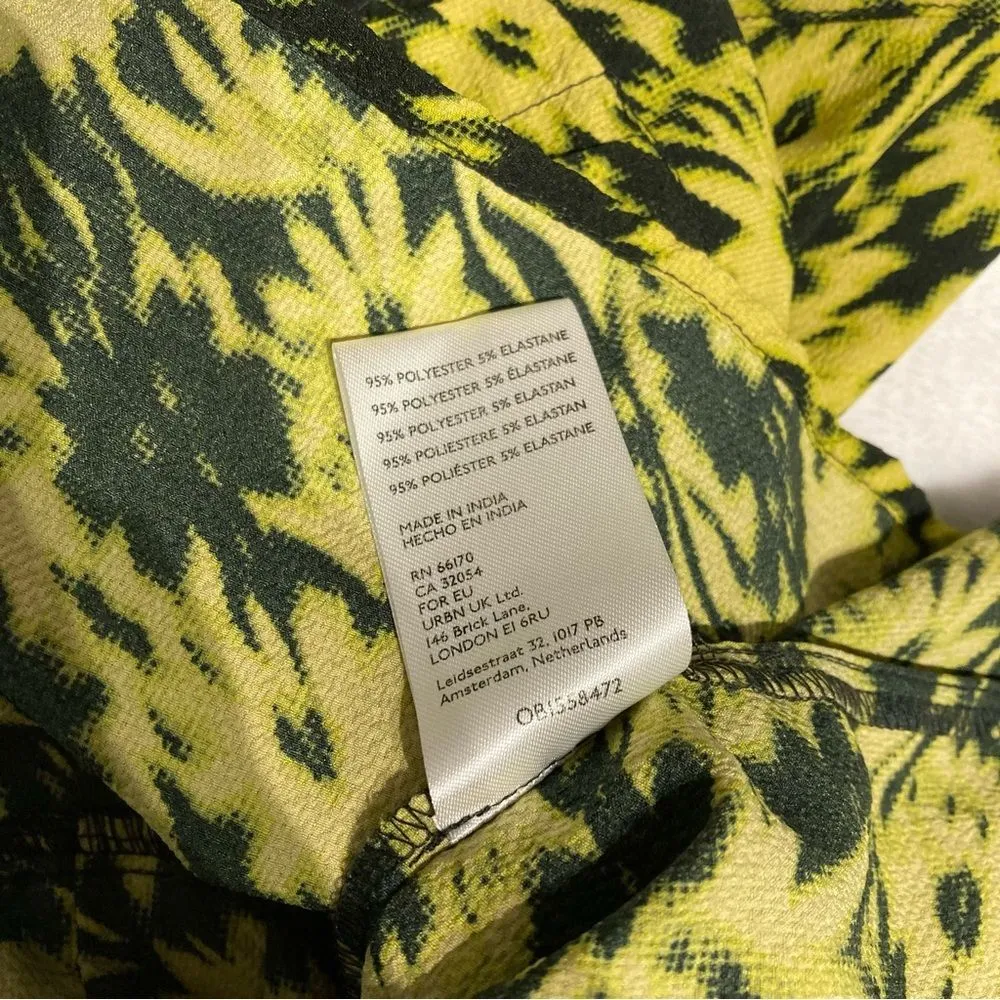 95% POLYESTER 5% ELASTANE
95% POLYESTER 5% ÉLASTANE
95% POLYESTER 5% ELASTAN
95% POLIESTERE 5% ELASTAN
95% POLIÉSTER 5% ELASTANE
MADE IN INDIA
HECHO EN INDIA
RN 66170
CA 32054
FOR EU
URBN UK Ltd.
146 Brick Lane,
LONDON E1 6RU
Leidsestraat 32, 1017 PB
Amsterdam, Netherlands
OB1558472